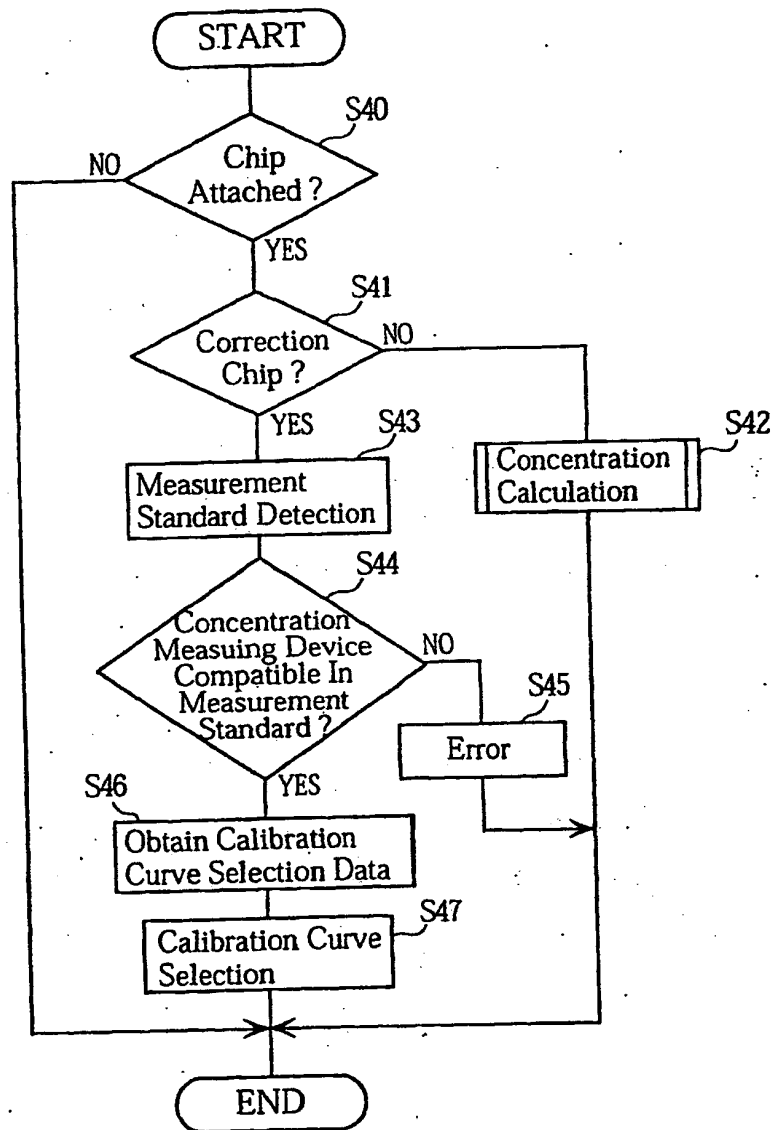 START
S40
NO
Chip
Attached ?
YES
S41
NO
Correction
Chip ?
YES
S43
S42
Measurement
Standard Detection
Concentration
Calculation
S44
Concentration
Measuing Device
Compatible In
Measurement
Standard ?
NO
S45
Error
YES
S46
Obtain Calibration
Curve Selection Data
S47
Calibration Curve
Selection
END